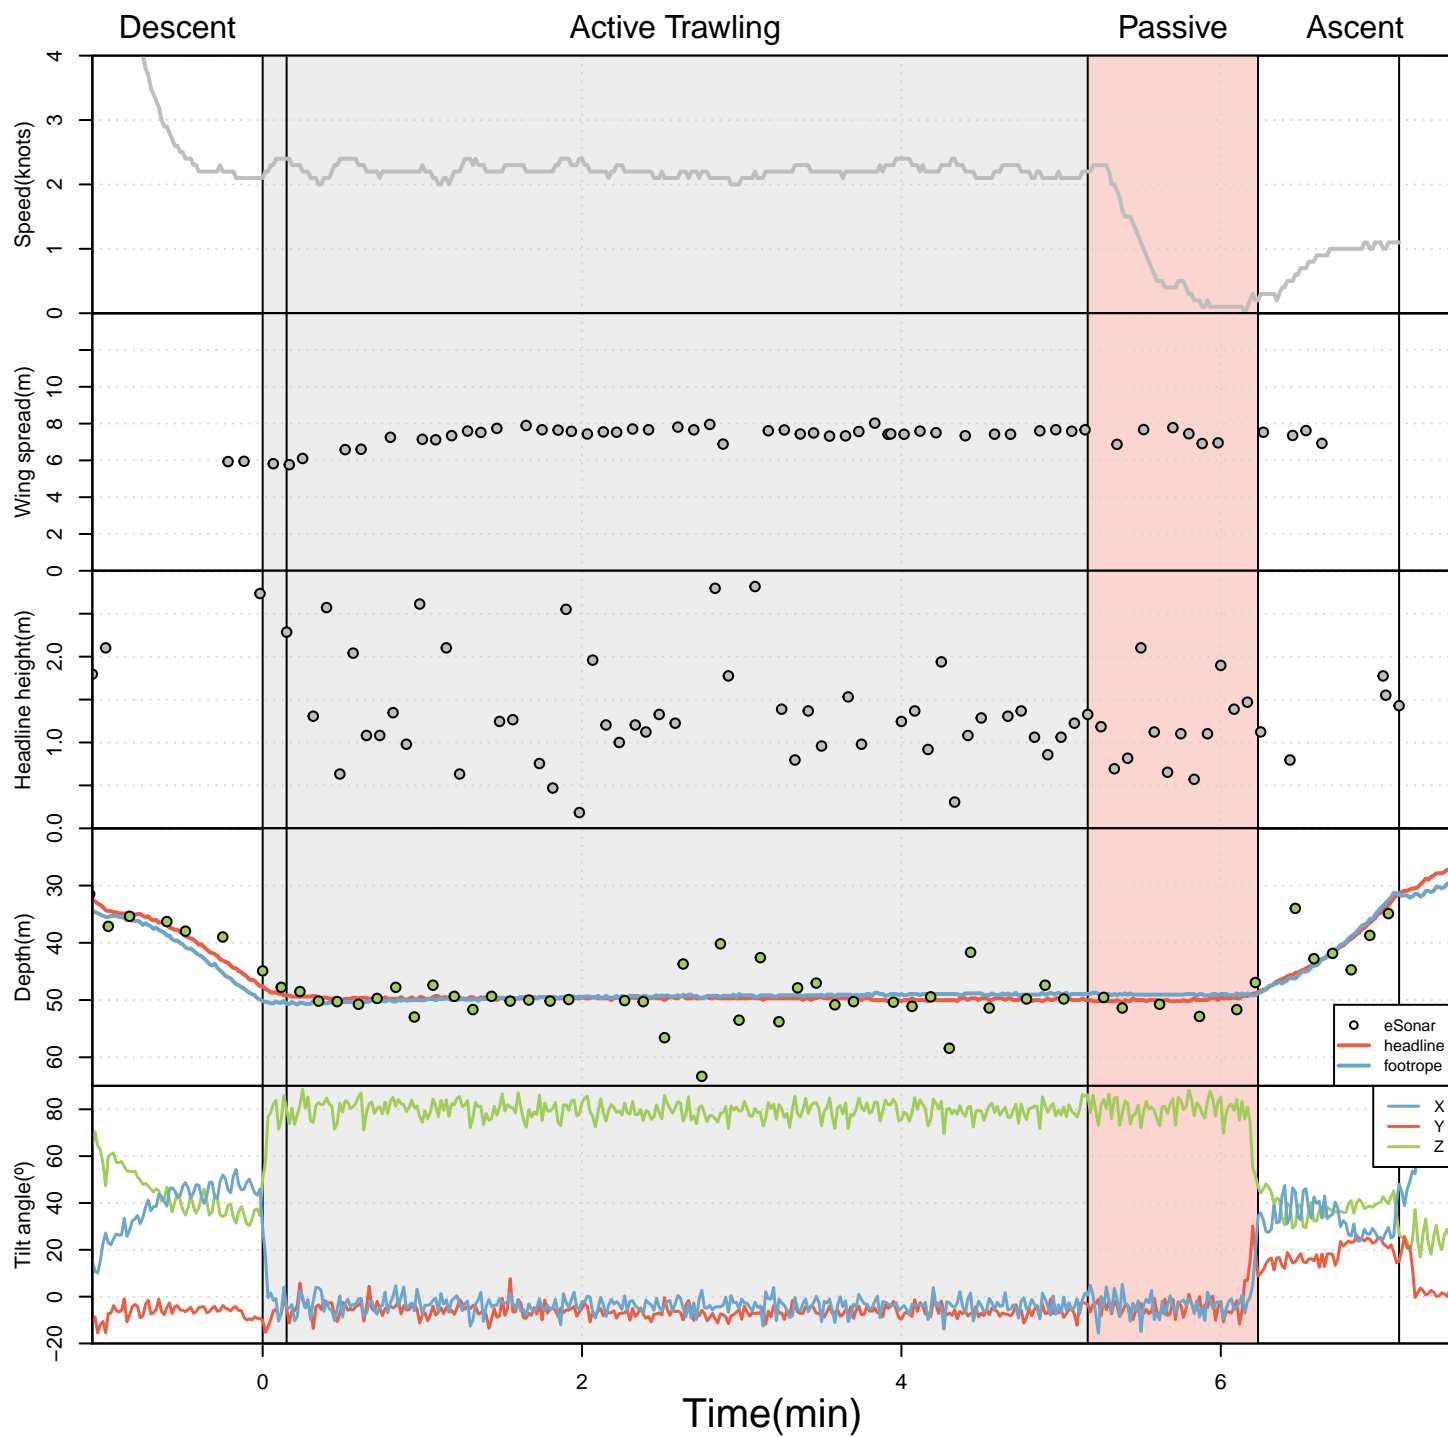 Descent Active Trawling Passive Ascent
Speed(knots)
4
3
2
1
0
Wing spread(m)
10
8
6
4
2
0
Headline height(m)
2.0
1.0
0.0
Depth(m)
30
40
50
60
eSonar
headline
footrope
Tilt angle(º)
80
60
40
20
0
−20
X
Y
Z
0 2 4 6
Time(min)